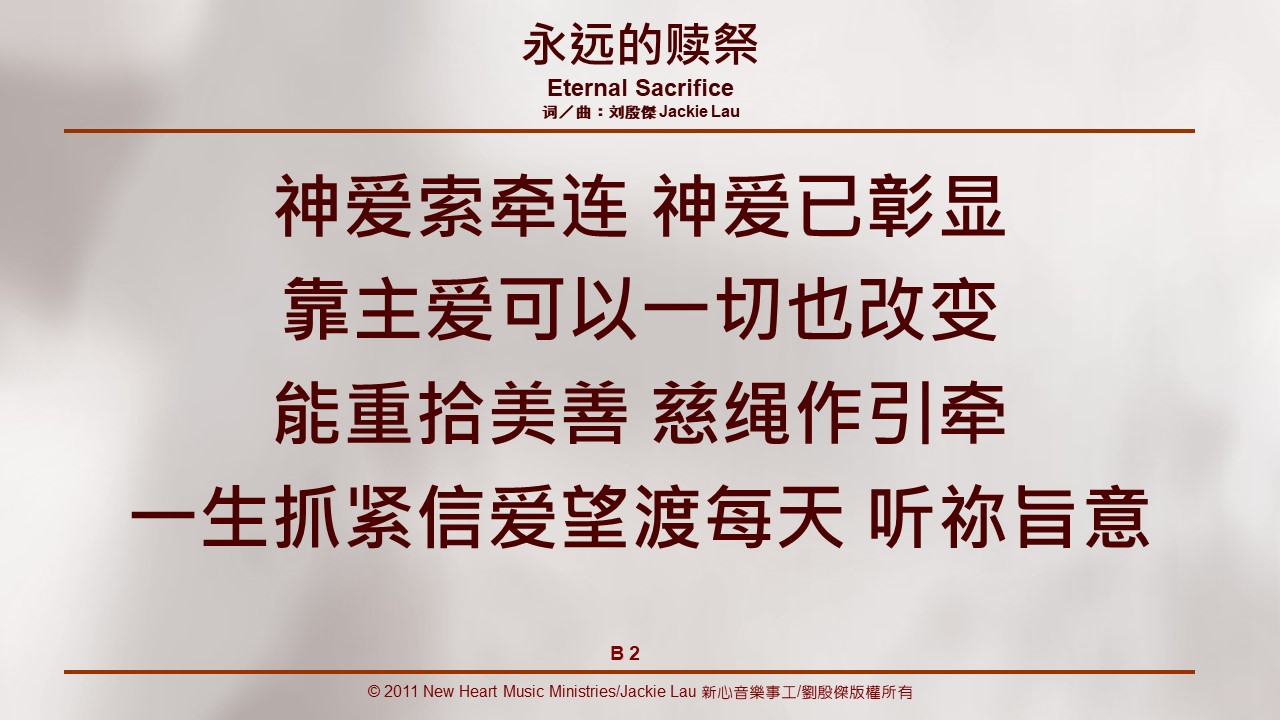 永远的赎祭
Eternal Sacrifice
词／曲：刘殷傑 Jackie Lau
神爱索牵连 神爱已彰显
靠主爱可以一切也改变
能重拾美善 慈绳作引牵
一生抓紧信爱望渡每天 听祢旨意
B 2
© 2011 New Heart Music Ministries/Jackie Lau 新心音樂事工/劉殷傑版權所有